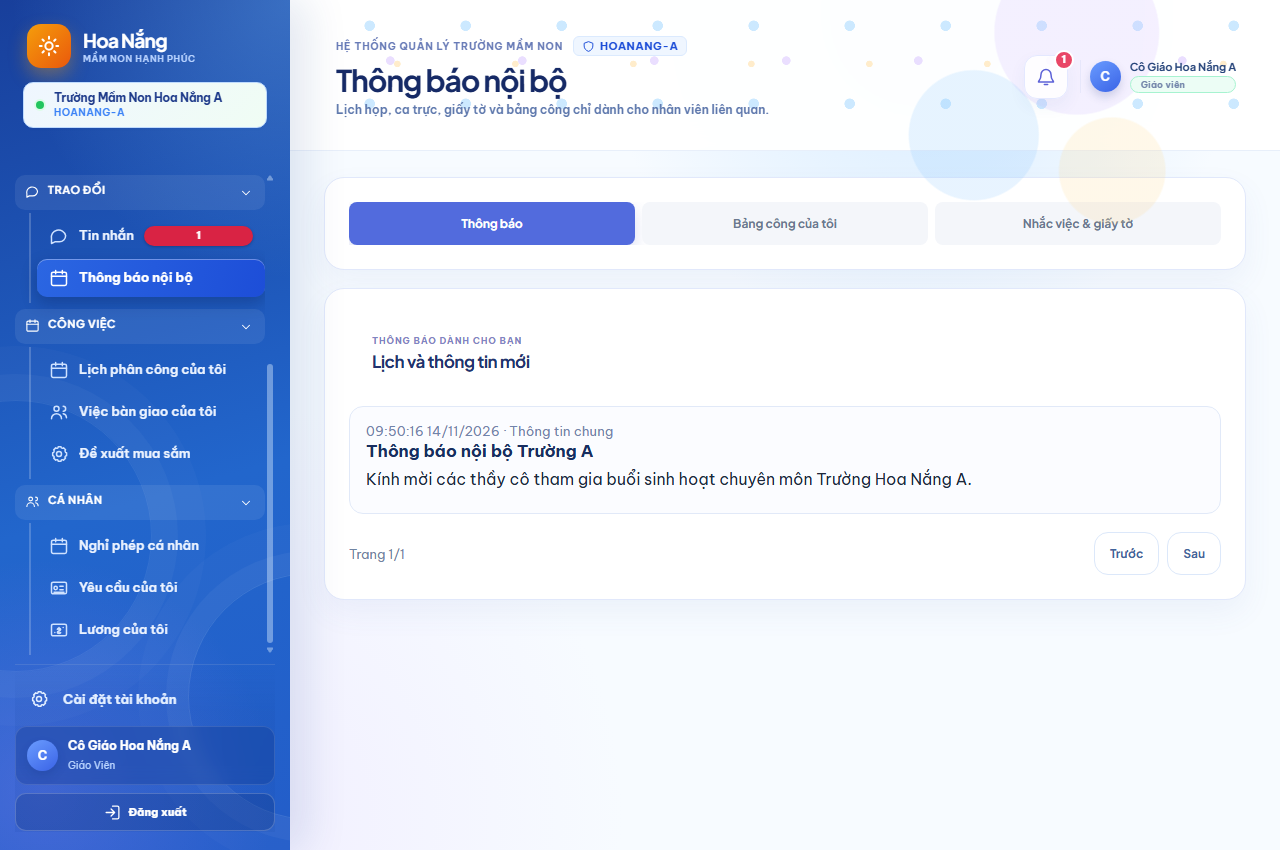 Hoa Nắng
MẦM NON HẠNH PHÚC
Trường Mầm Non Hoa Nắng A
HOANANG-A
TRAO ĐỔI
Tin nhắn 1
Thông báo nội bộ
CÔNG VIỆC
Lịch phân công của tôi
Việc bàn giao của tôi
Đề xuất mua sắm
CÁ NHÂN
Nghỉ phép cá nhân
Yêu cầu của tôi
Lương của tôi
Cài đặt tài khoản
C
Cô Giáo Hoa Nắng A
Giáo Viên
Đăng xuất
HỆ THỐNG QUẢN LÝ TRƯỜNG MẦM NON HOANANG-A
Thông báo nội bộ
Lịch họp, ca trực, giấy tờ và bảng công chỉ dành cho nhân viên liên quan.
1
C
Cô Giáo Hoa Nắng A
Giáo viên
Thông báo Bảng công của tôi Nhắc việc & giấy tờ
THÔNG BÁO DÀNH CHO BẠN
Lịch và thông tin mới
09:50:16 14/11/2026 · Thông tin chung
Thông báo nội bộ Trường A
Kính mời các thầy cô tham gia buổi sinh hoạt chuyên môn Trường Hoa Nắng A.
Trang 1/1 Trước Sau